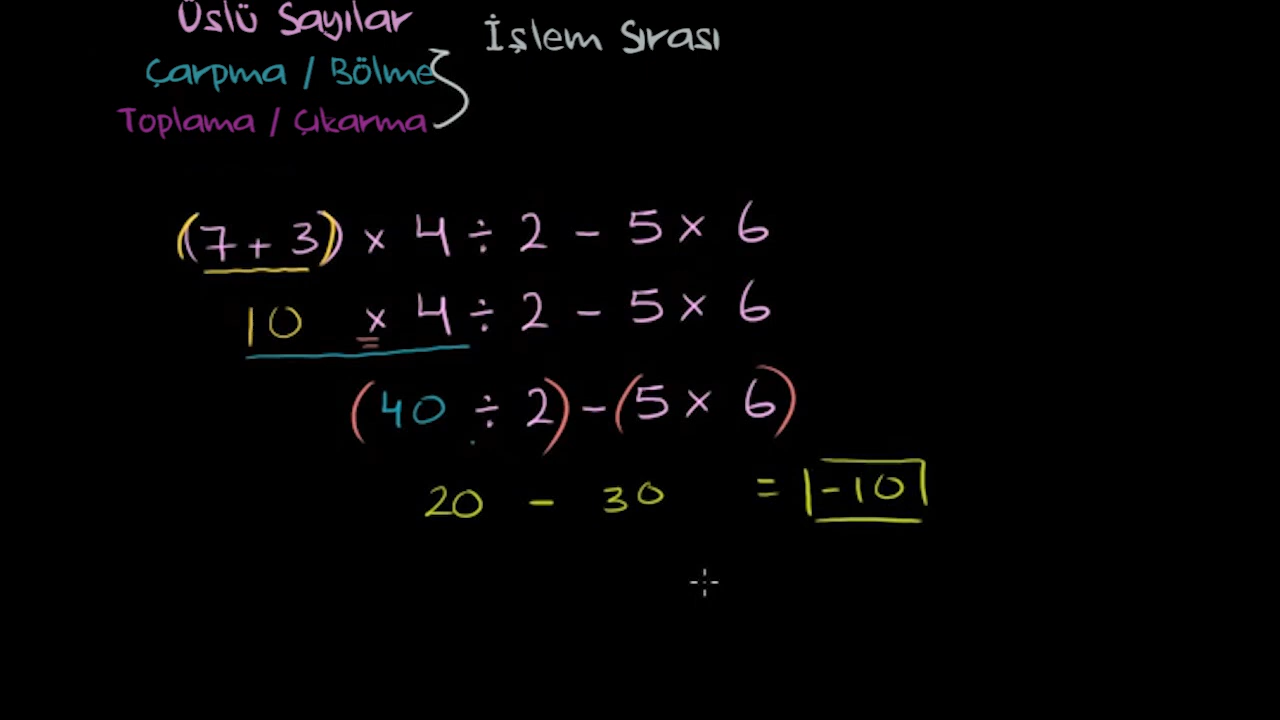 Üslü Sayılar
İşlem Sırası
Çarpma / Bölme
Toplama / Çıkarma
(7 + 3) × 4 ÷ 2 - 5 × 6
10 × 4 ÷ 2 - 5 × 6
(40 ÷ 2) - (5 × 6)
20 - 30 = -10